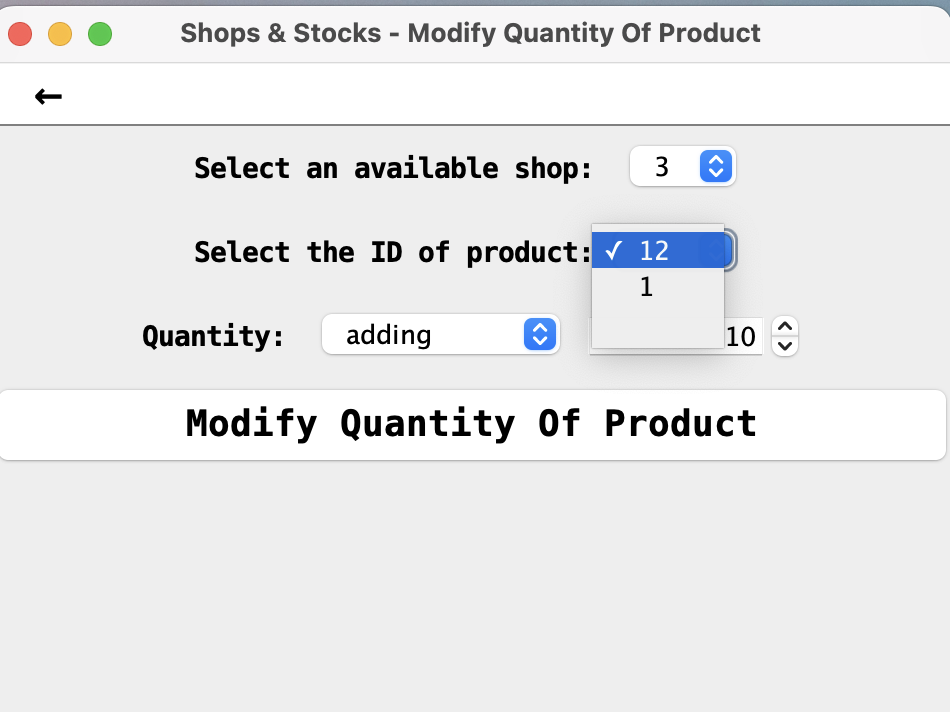 Shops & Stocks - Modify Quantity Of Product
←
Select an available shop: 3
Select the ID of product: ✓ 12
1
Quantity: adding 10
Modify Quantity Of Product